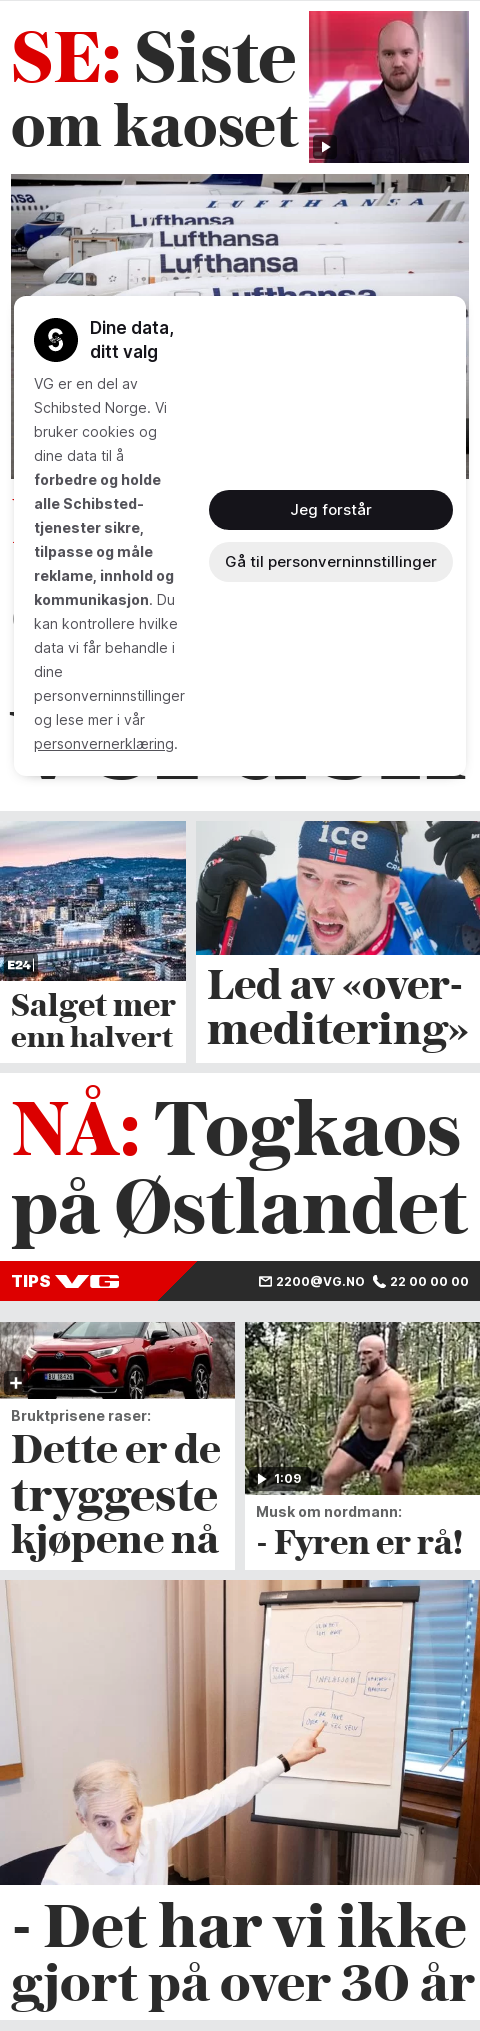 SE: Siste
om kaoset
Lufthansa
LUFTHANSA
Lufthansa
Lufthansa
Lufthansa
Lufthansa
Dine data,
ditt valg
VG er en del av
Schibsted Norge. Vi
bruker cookies og
dine data til å
forbedre og holde
alle Schibsted-
tjenester sikre,
tilpasse og måle
reklame, innhold og
kommunikasjon. Du
kan kontrollere hvilke
data vi får behandle i
dine
personverninnstillinger
og lese mer i vår
personvernerklæring.
Jeg forstår
Gå til personverninnstillinger
E24
ice
Salget mer
enn halvert
Led av «over-
meditering»
NÅ: Togkaos
på Østlandet
TIPS VG
2200@VG.NO
22 00 00 00
Bruktprisene raser:
Dette er de
tryggeste
kjøpene nå
1:09
Musk om nordmann:
- Fyren er rå!
INFLASJON
- Det har vi ikke
gjort på over 30 år